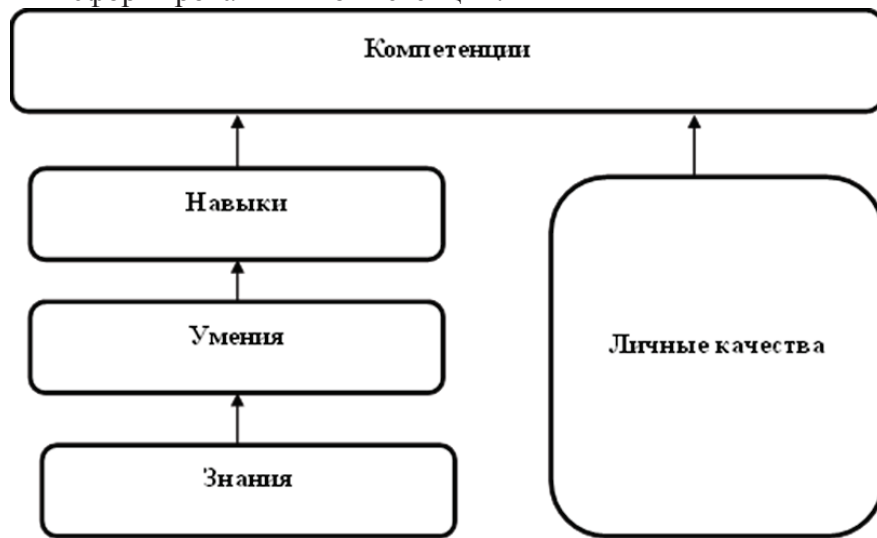 Компетенции
Навыки
Умения
Личные качества
Знания